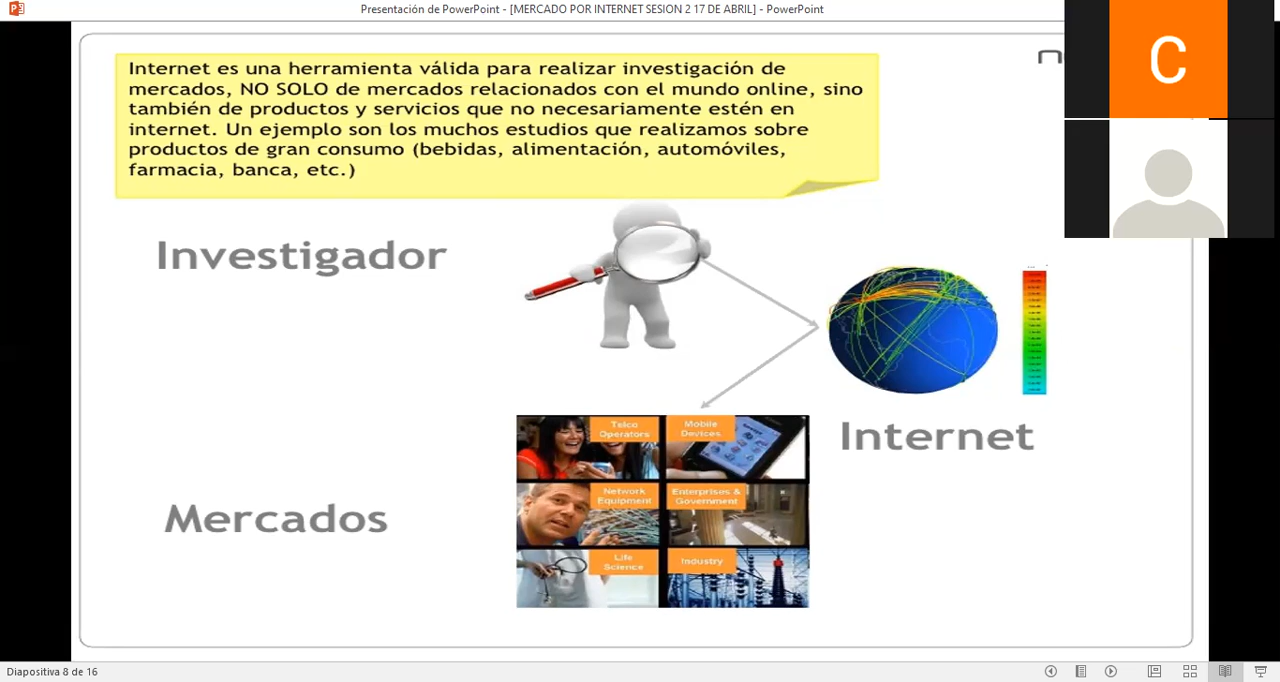 Presentación de PowerPoint - [MERCADO POR INTERNET SESION 2 17 DE ABRIL] - PowerPoint
Internet es una herramienta válida para realizar investigación de
mercados, NO SOLO de mercados relacionados con el mundo online, sino
también de productos y servicios que no necesariamente estén en
internet. Un ejemplo son los muchos estudios que realizamos sobre
productos de gran consumo (bebidas, alimentación, automóviles,
farmacia, banca, etc.)
C
Investigador
Internet
Telco
Operators
Mobile
Devices
Network
Equipment
Enterprises &
Government
Life
Science
Industry
Mercados
Diapositiva 8 de 16